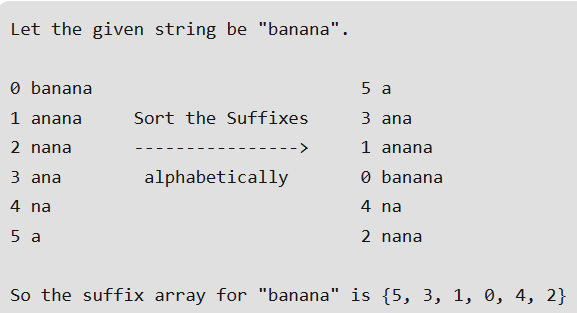 Let the given string be "banana".
0 banana                          5 a
1 anana    Sort the Suffixes     3 ana
2 nana     ---------------->     1 anana
3 ana       alphabetically       0 banana
4 na                              4 na
5 a                               2 nana
So the suffix array for "banana" is {5, 3, 1, 0, 4, 2}